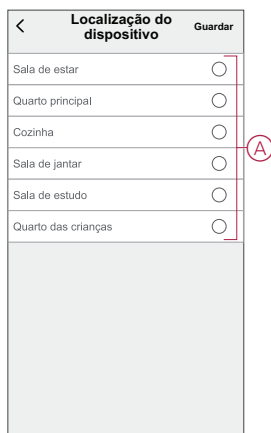 Localização do
dispositivo
Guardar
Sala de estar
Quarto principal
Cozinha
Sala de jantar
Sala de estudo
Quarto das crianças
A